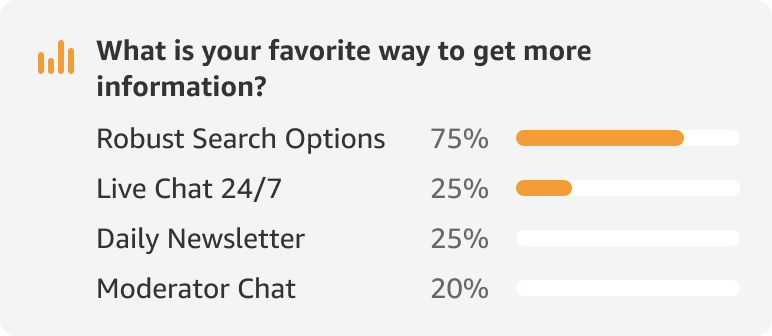 What is your favorite way to get more
information?
Robust Search Options 75%
Live Chat 24/7 25%
Daily Newsletter 25%
Moderator Chat 20%